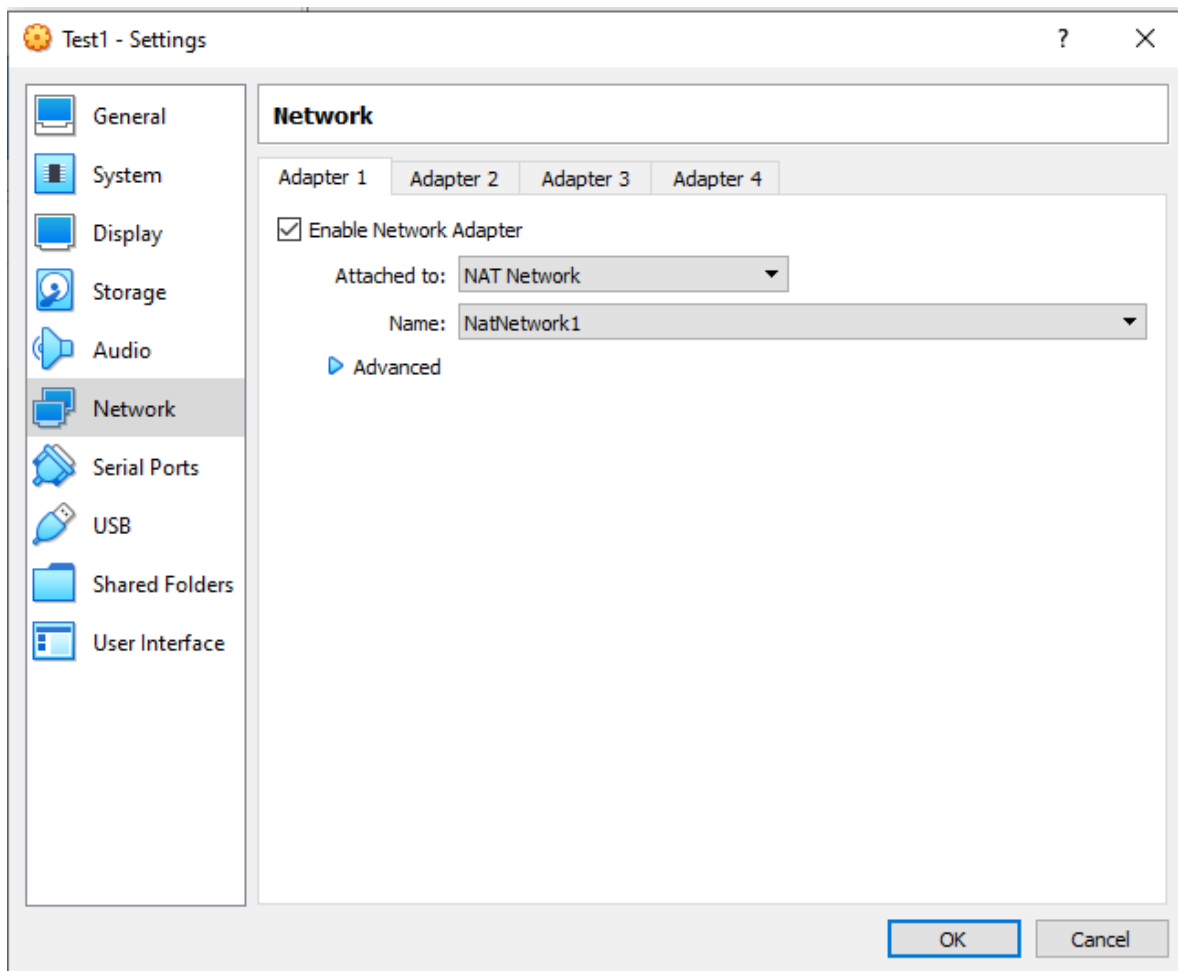 Test1 - Settings
?
General
System
Display
Storage
Audio
Network
Serial Ports
USB
Shared Folders
User Interface
Network
Adapter 1 Adapter 2 Adapter 3 Adapter 4
Enable Network Adapter
Attached to: NAT Network
Name: NatNetwork1
Advanced
OK Cancel